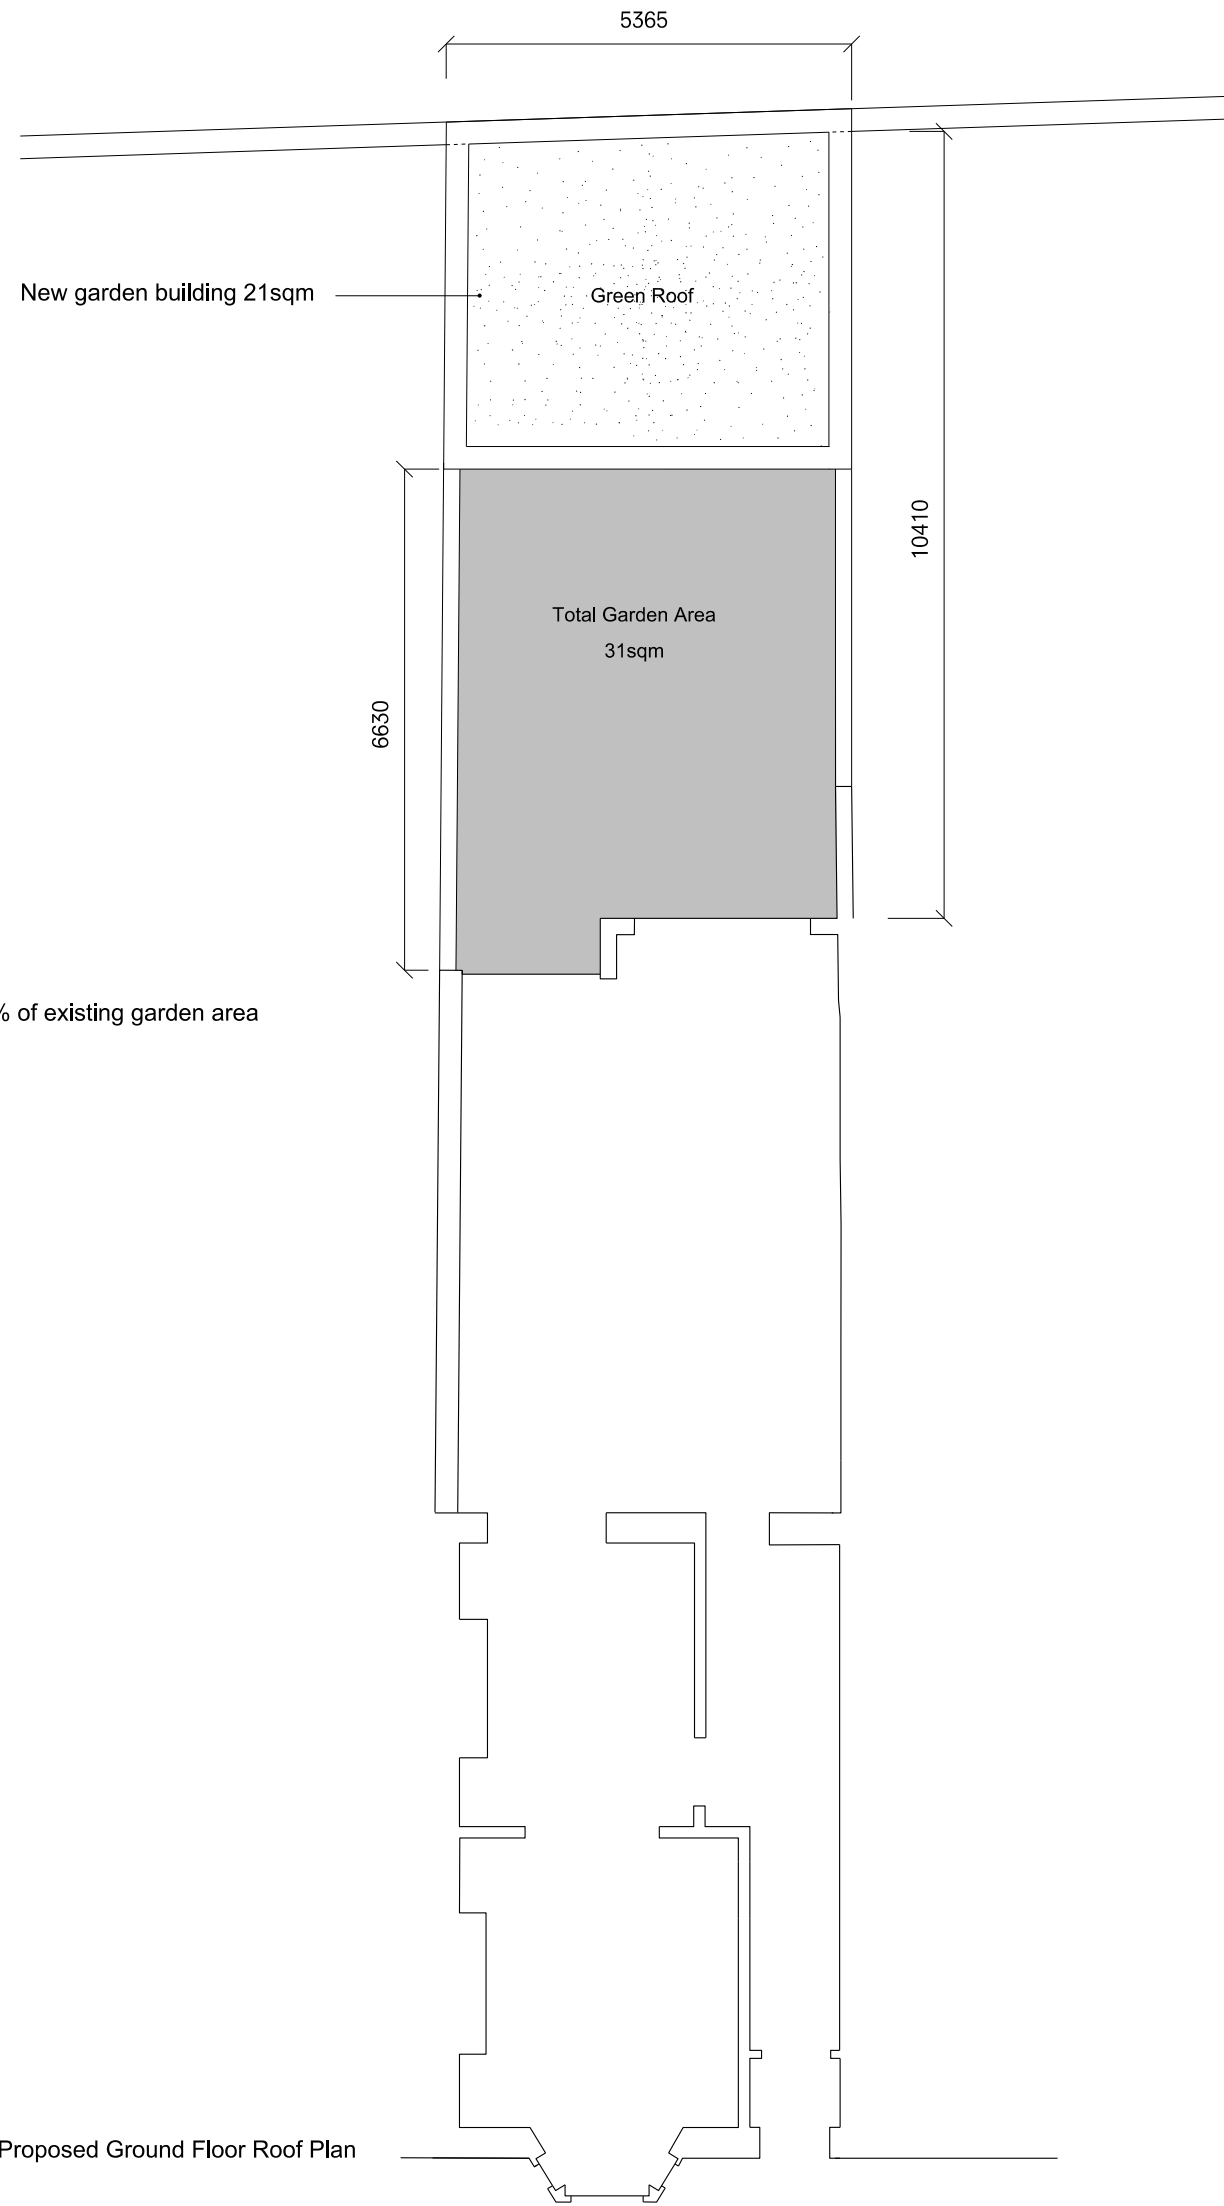 5365
New garden building 21sqm
Green Roof
10410
Total Garden Area
31sqm
6630
% of existing garden area
Proposed Ground Floor Roof Plan